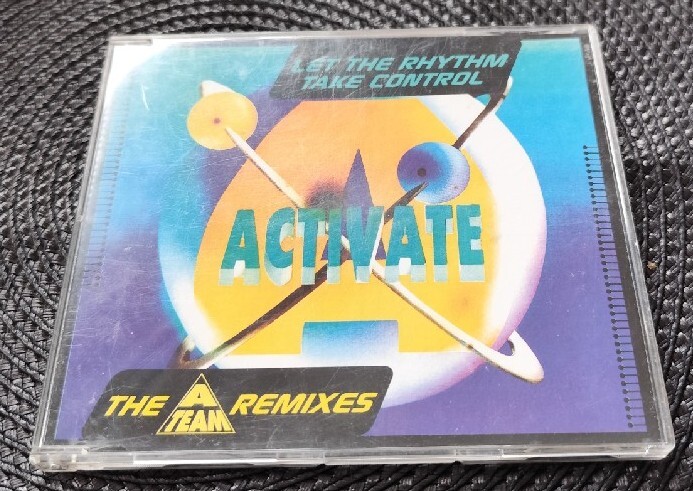 LET THE RHYTHM
TAKE CONTROL
ACTIVATE
THE A TEAM REMIXES